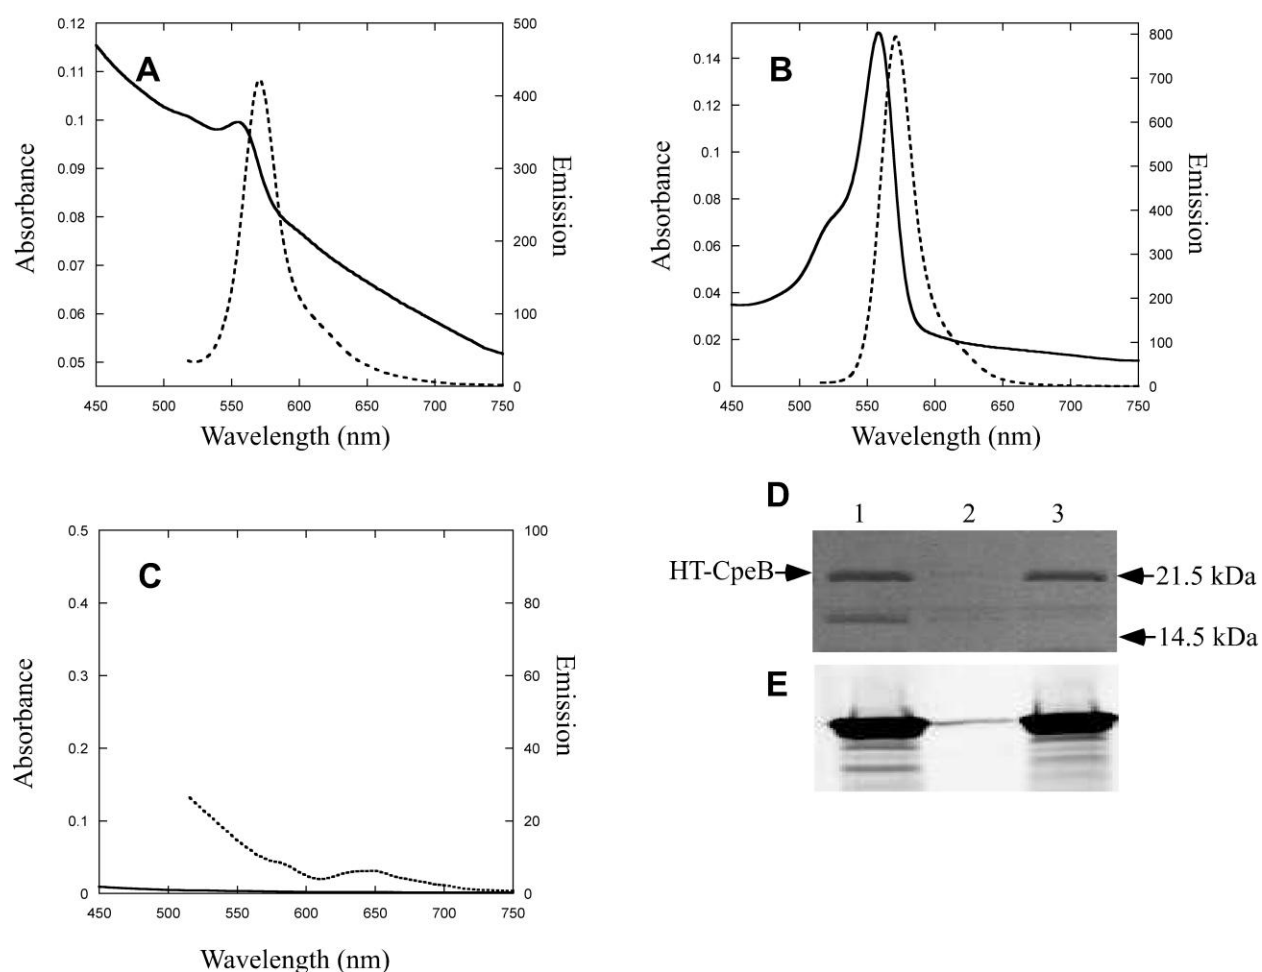 A
0.12
0.11
0.1
0.09
0.08
0.07
0.06
0.05
500
400
300
200
100
0
450 500 550 600 650 700 750
Absorbance
Emission
Wavelength (nm)
B
0.14
0.12
0.1
0.08
0.06
0.04
0.02
0
800
700
600
500
400
300
200
100
0
450 500 550 600 650 700 750
Absorbance
Emission
Wavelength (nm)
C
0.5
0.4
0.3
0.2
0.1
0
100
80
60
40
20
0
450 500 550 600 650 700 750
Absorbance
Emission
Wavelength (nm)
D
1 2 3
HT-CpeB
21.5 kDa
14.5 kDa
E